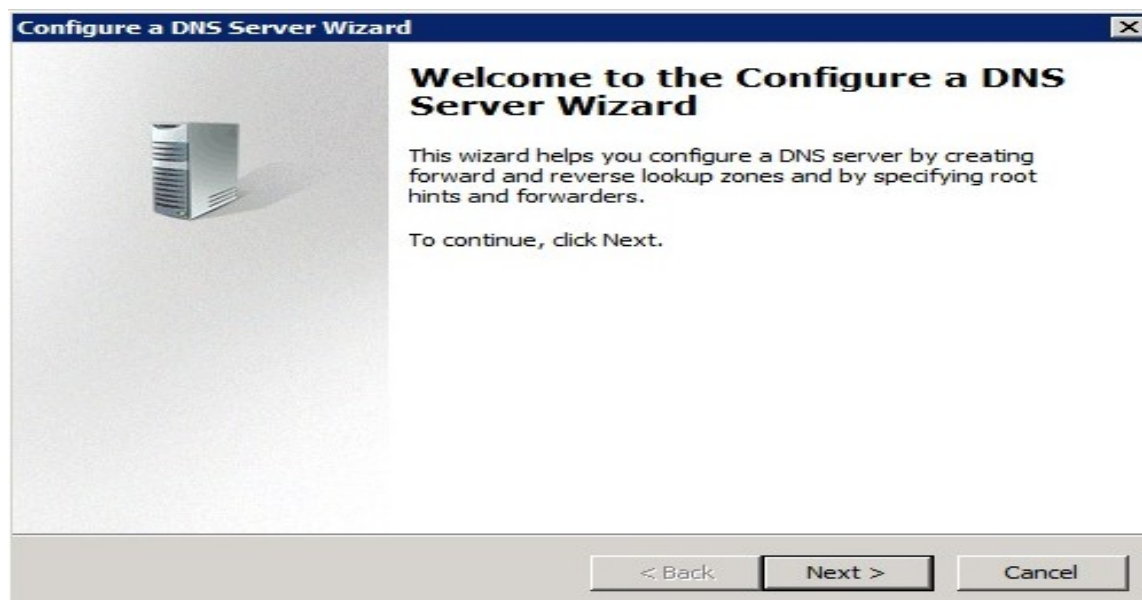 Configure a DNS Server Wizard
Welcome to the Configure a DNS
Server Wizard
This wizard helps you configure a DNS server by creating
forward and reverse lookup zones and by specifying root
hints and forwarders.
To continue, click Next.
< Back
Next >
Cancel